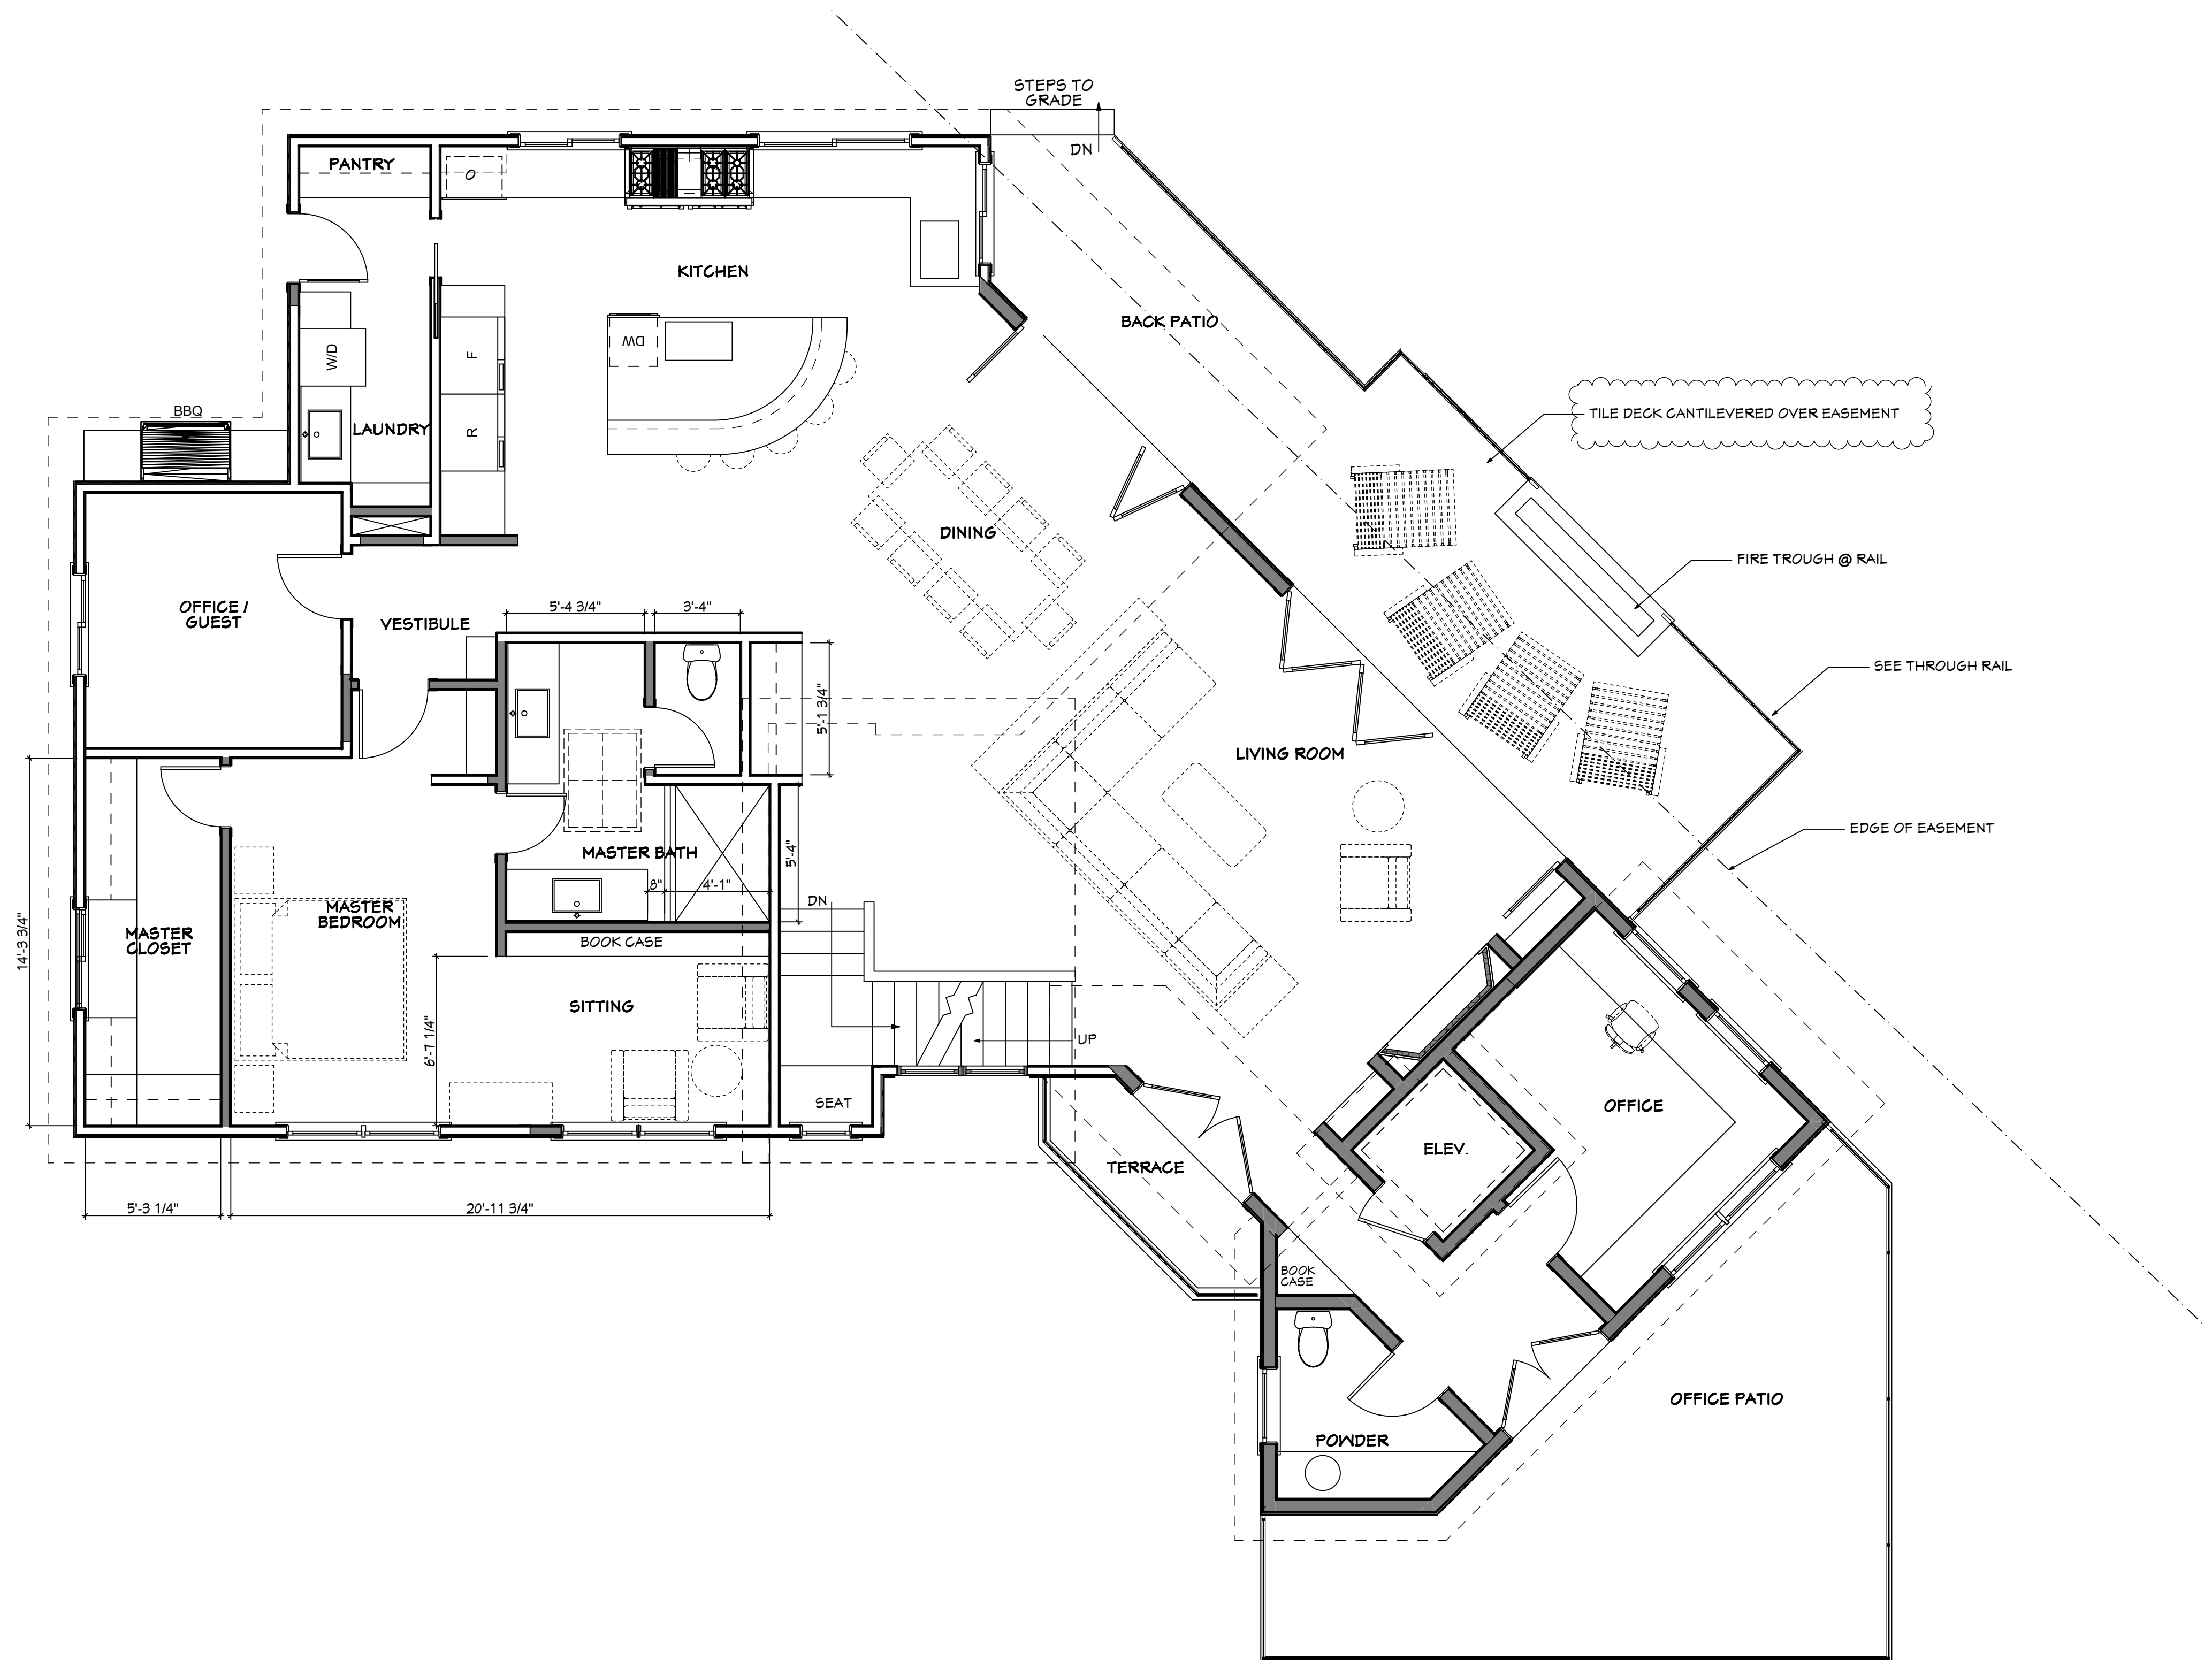 STEPS TO
GRADE
DN
PANTRY
O
KITCHEN
BACK PATIO
DW
W/D
F
R
BBQ
LAUNDRY
TILE DECK CANTILEVERED OVER EASEMENT
DINING
FIRE TROUGH @ RAIL
OFFICE /
GUEST
VESTIBULE
5'-4 3/4"
3'-4"
5'-1 3/4"
SEE THROUGH RAIL
LIVING ROOM
EDGE OF EASEMENT
MASTER BATH
5'-4"
8"
4'-1"
DN
MASTER
BEDROOM
MASTER
CLOSET
14'-3 3/4"
BOOK CASE
SITTING
6'-7 1/4"
UP
SEAT
OFFICE
ELEV.
TERRACE
5'-3 1/4"
20'-11 3/4"
BOOK
CASE
OFFICE PATIO
POWDER